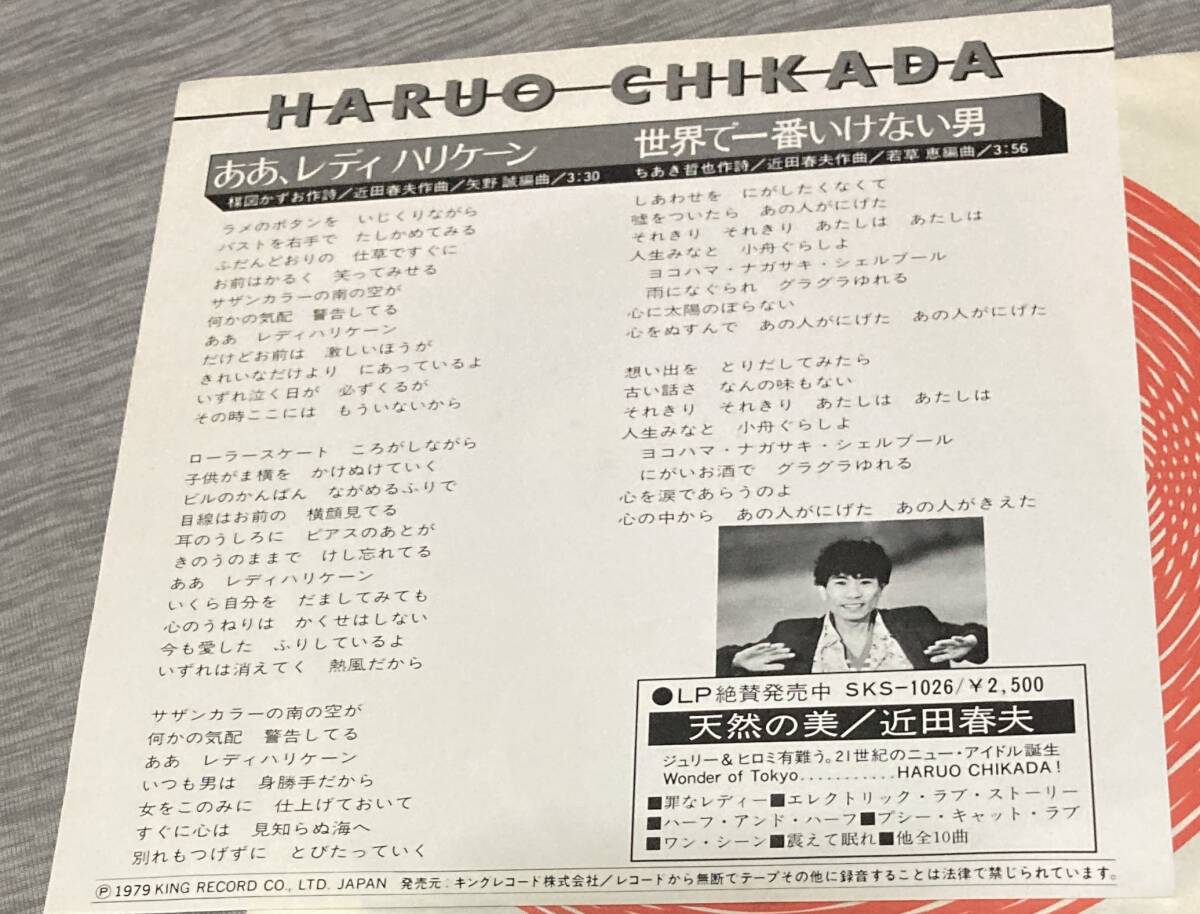 HARUO CHIKADA
ああ、レディ ハリケーン
楳図かずお作詩／近田春夫作曲／矢野 誠編曲／3:30
ラメのボタンを いじくりながら
バストを右手で たしかめてみる
ふだんどおりの 仕草ですぐに
お前はかるく 笑ってみせる
サザンカラーの南の空が
何かの気配 警告してる
ああ レディハリケーン
だけどお前は 激しいほうが
きれいなだけより にあっているよ
いずれ泣く日が 必ずくるが
その時ここには もういないから
ローラースケート ころがしながら
子供がま横を かけぬけていく
ビルのかんばん ながめるふりで
目線はお前の 横顔見てる
耳のうしろに ピアスのあとが
きのうのままで けし忘れてる
ああ レディハリケーン
いくら自分を だましてみても
心のうねりは かくせはしない
今も愛した ふりしているよ
いずれは消えてく 熱風だから
サザンカラーの南の空が
何かの気配 警告してる
ああ レディハリケーン
いつも男は 身勝手だから
女をこのみに 仕上げておいて
すぐに心は 見知らぬ海へ
別れもつげずに とびたっていく
世界で一番いけない男
ちあき哲也作詩／近田春夫作曲／若草 恵編曲／3:56
しあわせを にがしたくなくて
嘘をついたら あの人がにげた
それきり それきり あたしは あたしは
人生みなと 小舟ぐらしよ
ヨコハマ・ナガサキ・シェルブール
雨になぐられ グラグラゆれる
心に太陽のぼらない
心をぬすんで あの人がにげた あの人がにげた
想い出を とりだしてみたら
古い話さ なんの味もない
それきり それきり あたしは あたしは
人生みなと 小舟ぐらしよ
ヨコハマ・ナガサキ・シェルブール
にがいお酒で グラグラゆれる
心を涙であらうのよ
心の中から あの人がにげた あの人がきえた
●LP絶賛発売中 SKS-1026/¥2,500
天然の美／近田春夫
ジュリー＆ヒロミ有難う。21世紀のニュー・アイドル誕生
Wonder of Tokyo...........HARUO CHIKADA!
■罪なレディー■エレクトリック・ラブ・ストーリー
■ハーフ・アンド・ハーフ■プシー・キャット・ラブ
■ワン・シーン■震えて眠れ■他全10曲
Ⓟ1979 KING RECORD CO., LTD. JAPAN 発売元：キングレコード株式会社／レコードから無断でテープその他に録音することは法律で禁じられています。